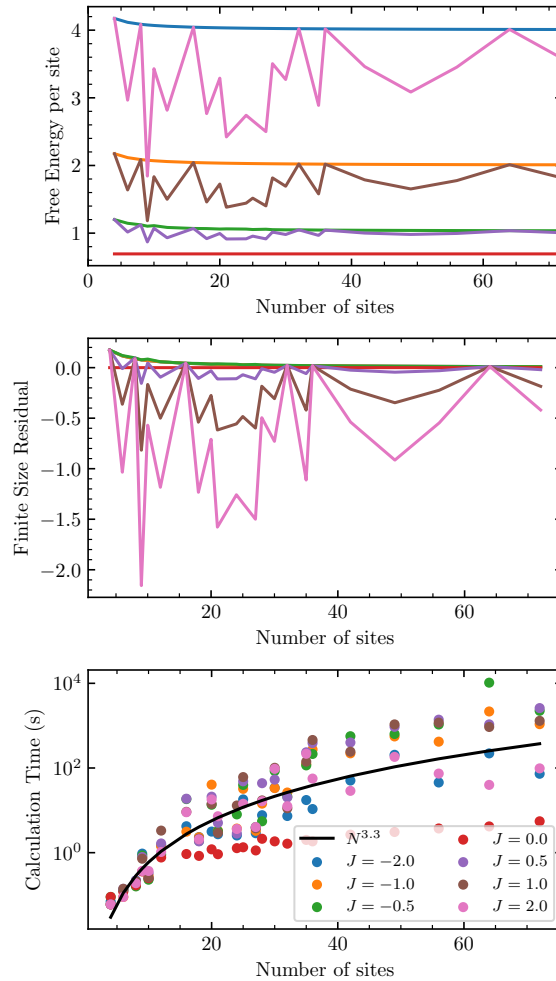 4
3
2
1
Free Energy per site
0
20
40
60
Number of sites
0.0
−0.5
−1.0
−1.5
−2.0
Finite Size Residual
20
40
60
Number of sites
10^4
10^2
10^0
Calculation Time (s)
N^3.3
J = −2.0
J = −1.0
J = −0.5
J = 0.0
J = 0.5
J = 1.0
J = 2.0
20
40
60
Number of sites